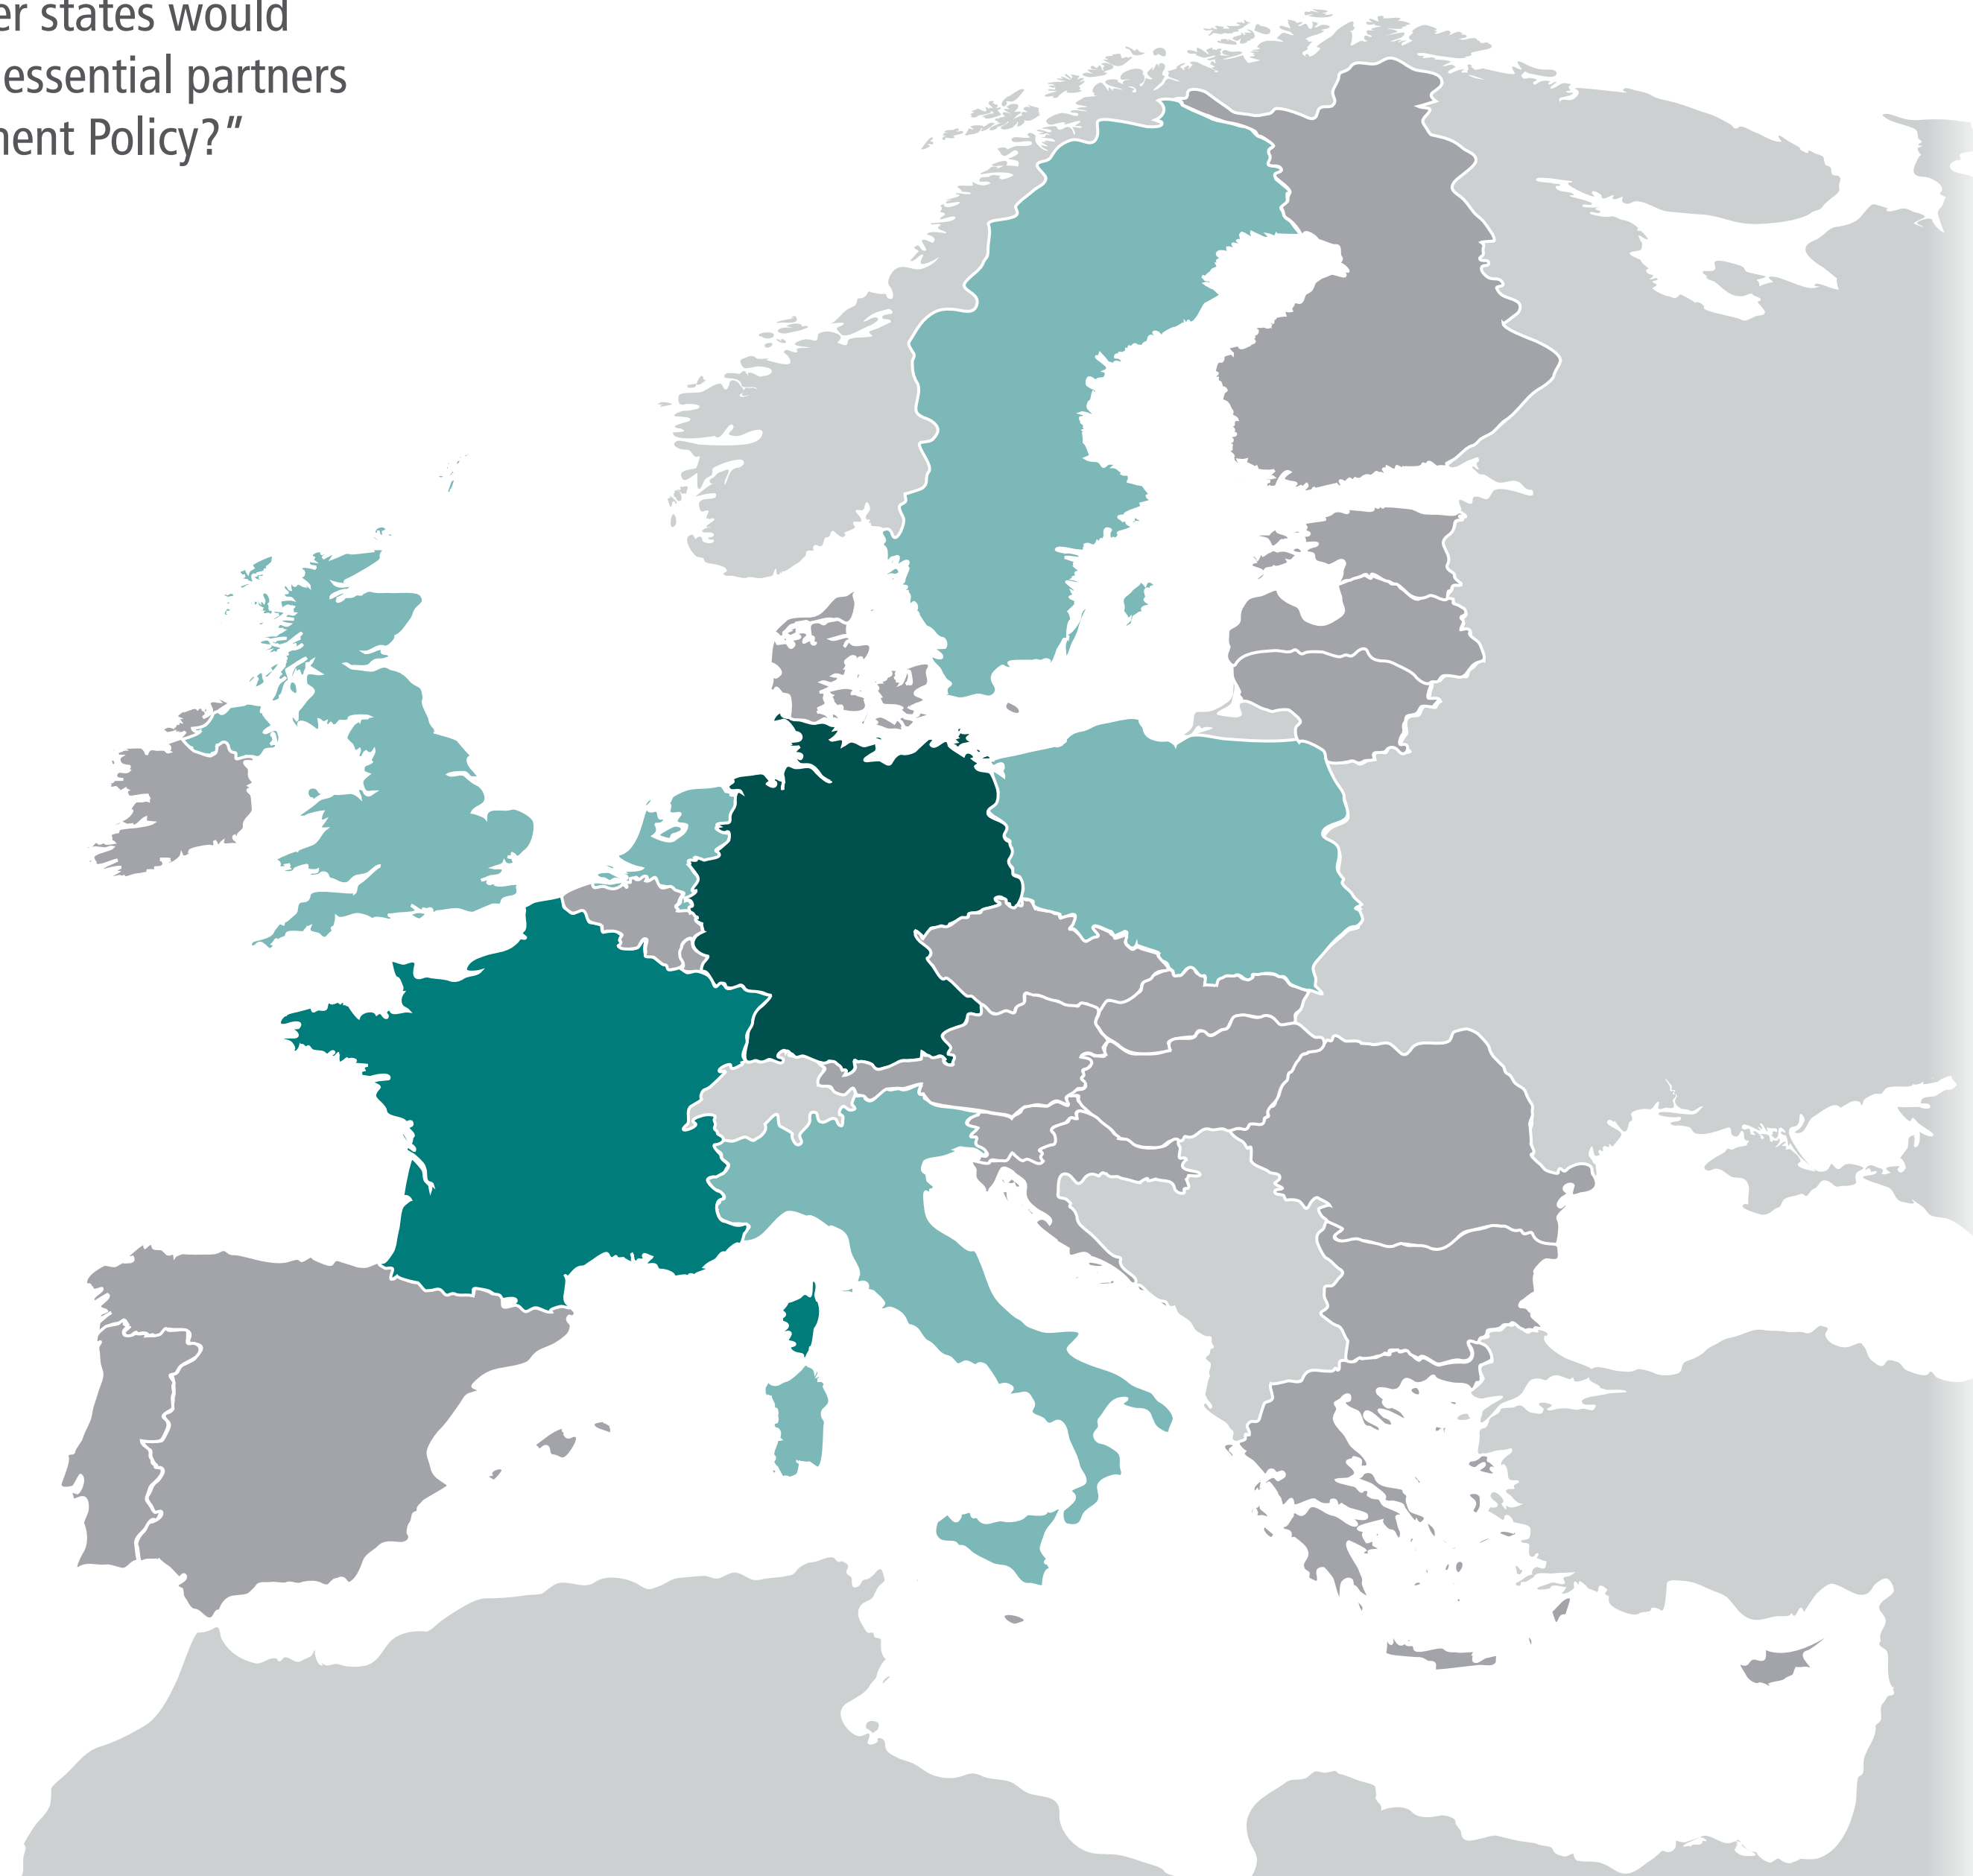 er states would
essential partners
nent Policy?”